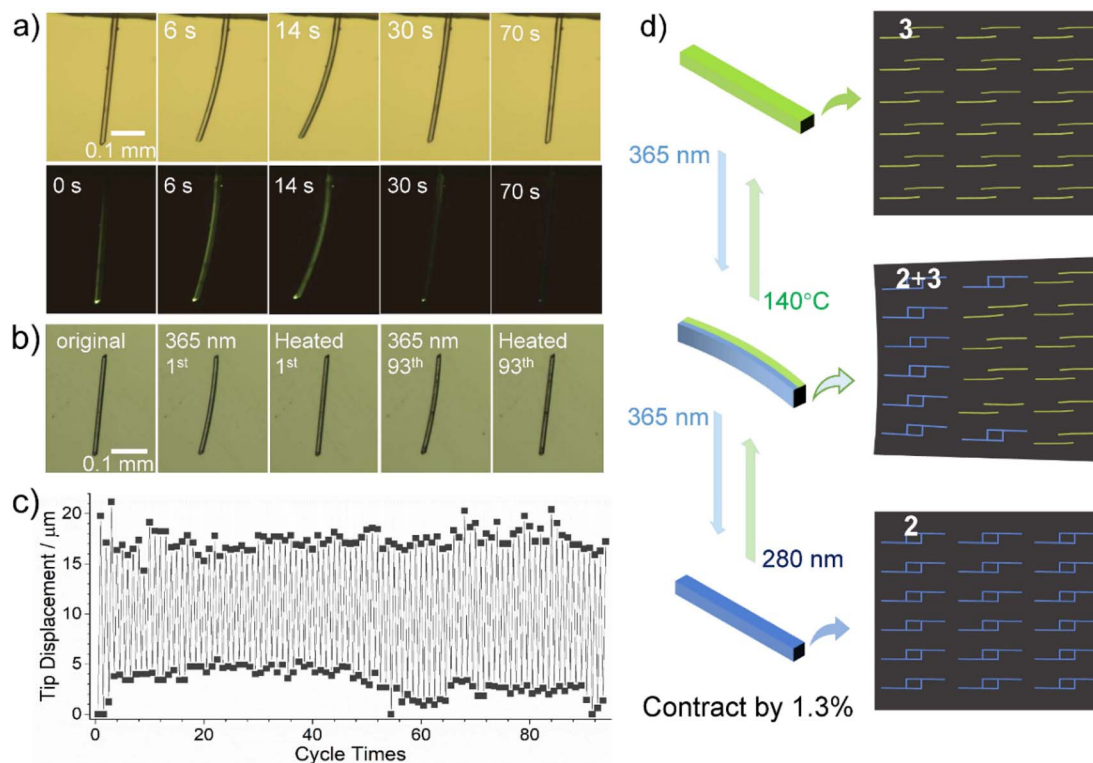 a)
6 s
14 s
30 s
70 s
0.1 mm
0 s
6 s
14 s
30 s
70 s
b)
original
365 nm
1st
Heated
1st
365 nm
93th
Heated
93th
0.1 mm
c)
Tip Displacement / μm
20
15
10
5
0
0
20
40
60
80
Cycle Times
d)
3
365 nm
140°C
2+3
365 nm
280 nm
2
Contract by 1.3%